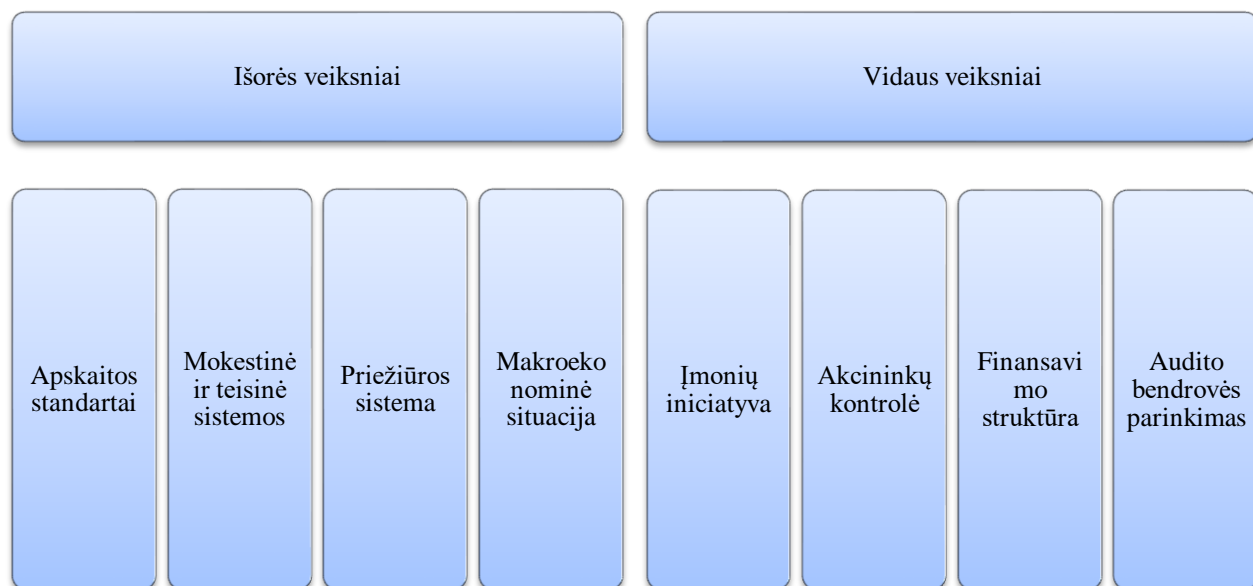 Išorės veiksniai
Vidaus veiksniai
Apskaitos
standartai
Mokestinė
ir teisinė
sistemos
Priežiūros
sistema
Makroeko
nominė
situacija
Įmonių
iniciatyva
Akcininkų
kontrolė
Finansavi
mo
struktūra
Audito
bendrovės
parinkimas